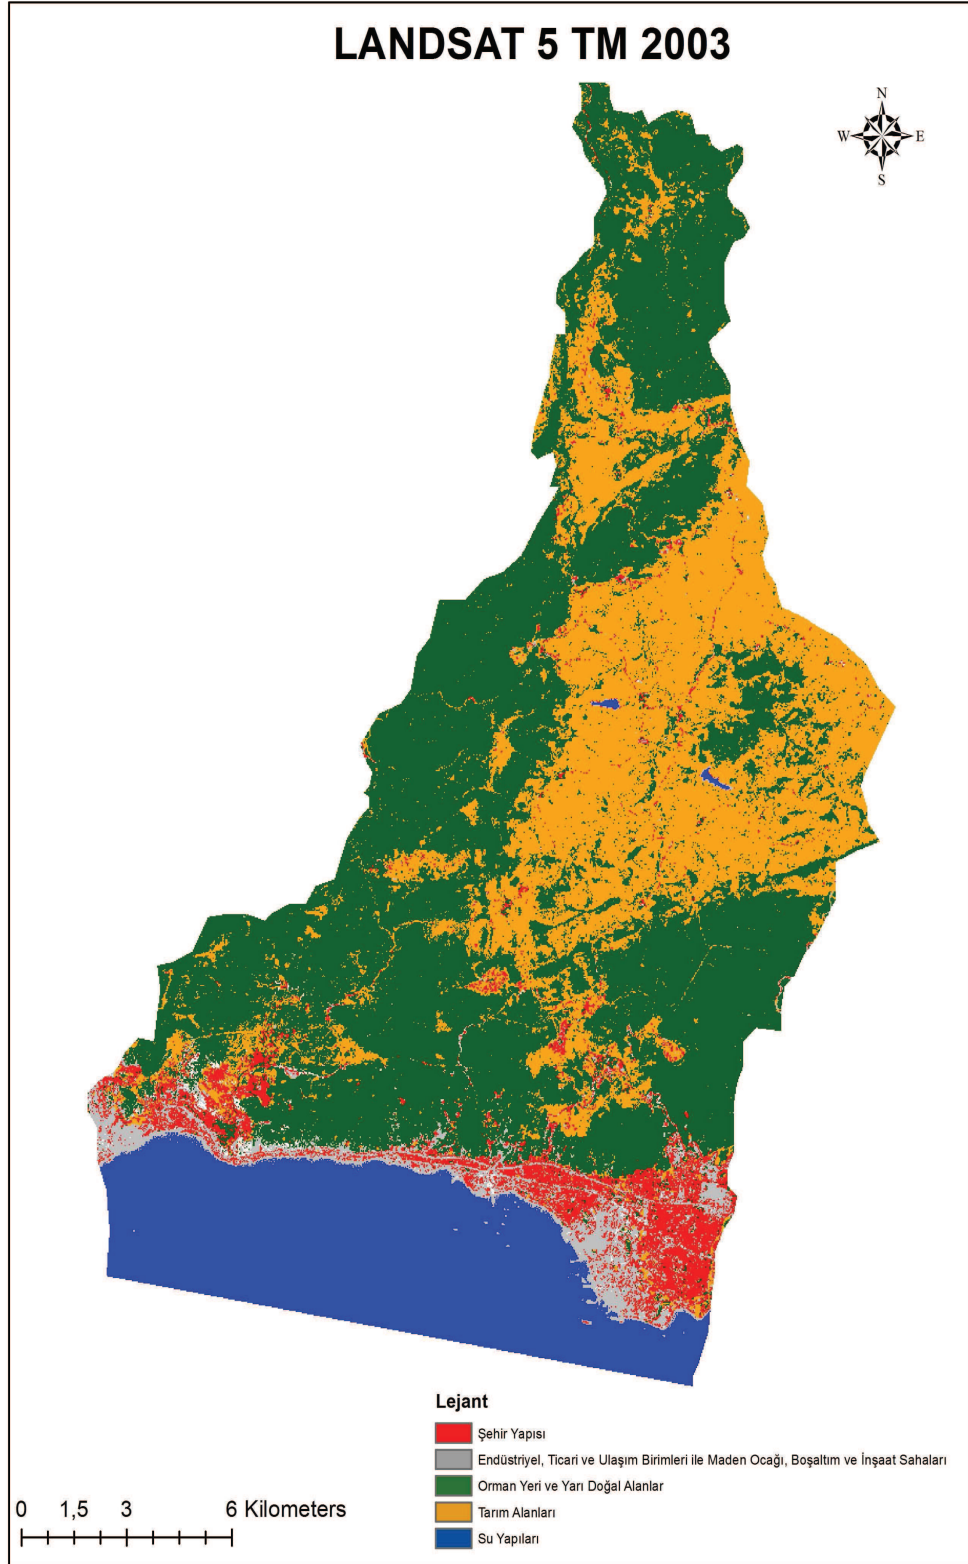 LANDSAT 5 TM 2003
N
W E
S
Lejant
Şehir Yapısı
Endüstriyel, Ticari ve Ulaşım Birimleri ile Maden Ocağı, Boşaltım ve İnşaat Sahaları
Orman Yeri ve Yarı Doğal Alanlar
Tarım Alanları
Su Yapıları
0 1,5 3 6 Kilometers